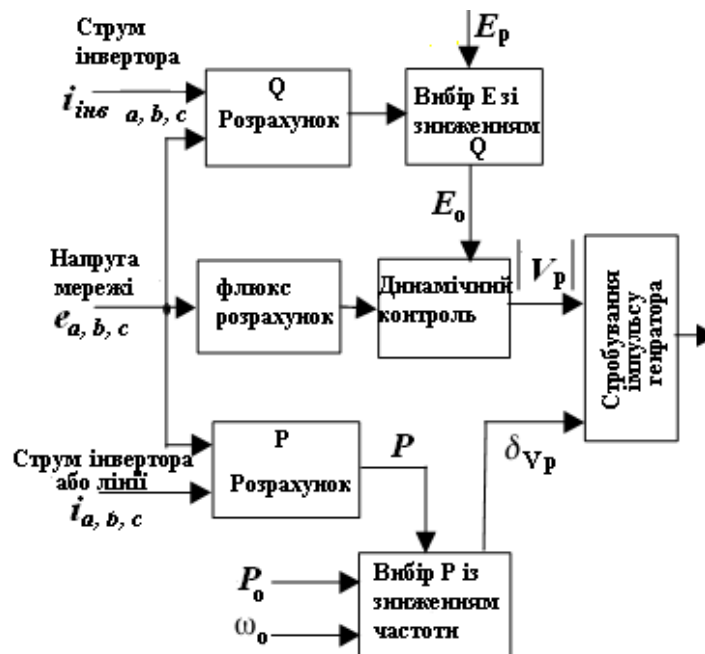 Струм
інвертора
i інв a, b, c
Q
Розрахунок
E р
Вибір Е зі
зниженням
Q
E о
Напруга
мережі
e a, b, c
флюкс
розрахунок
Динамічний
контроль
|V р|
Стробування
імпульсу
генратора
Струм інвертора
або лінії
i a, b, c
P
Розрахунок
P
δ V р
P о
ω о
Вибір Р із
зниженням
частоти